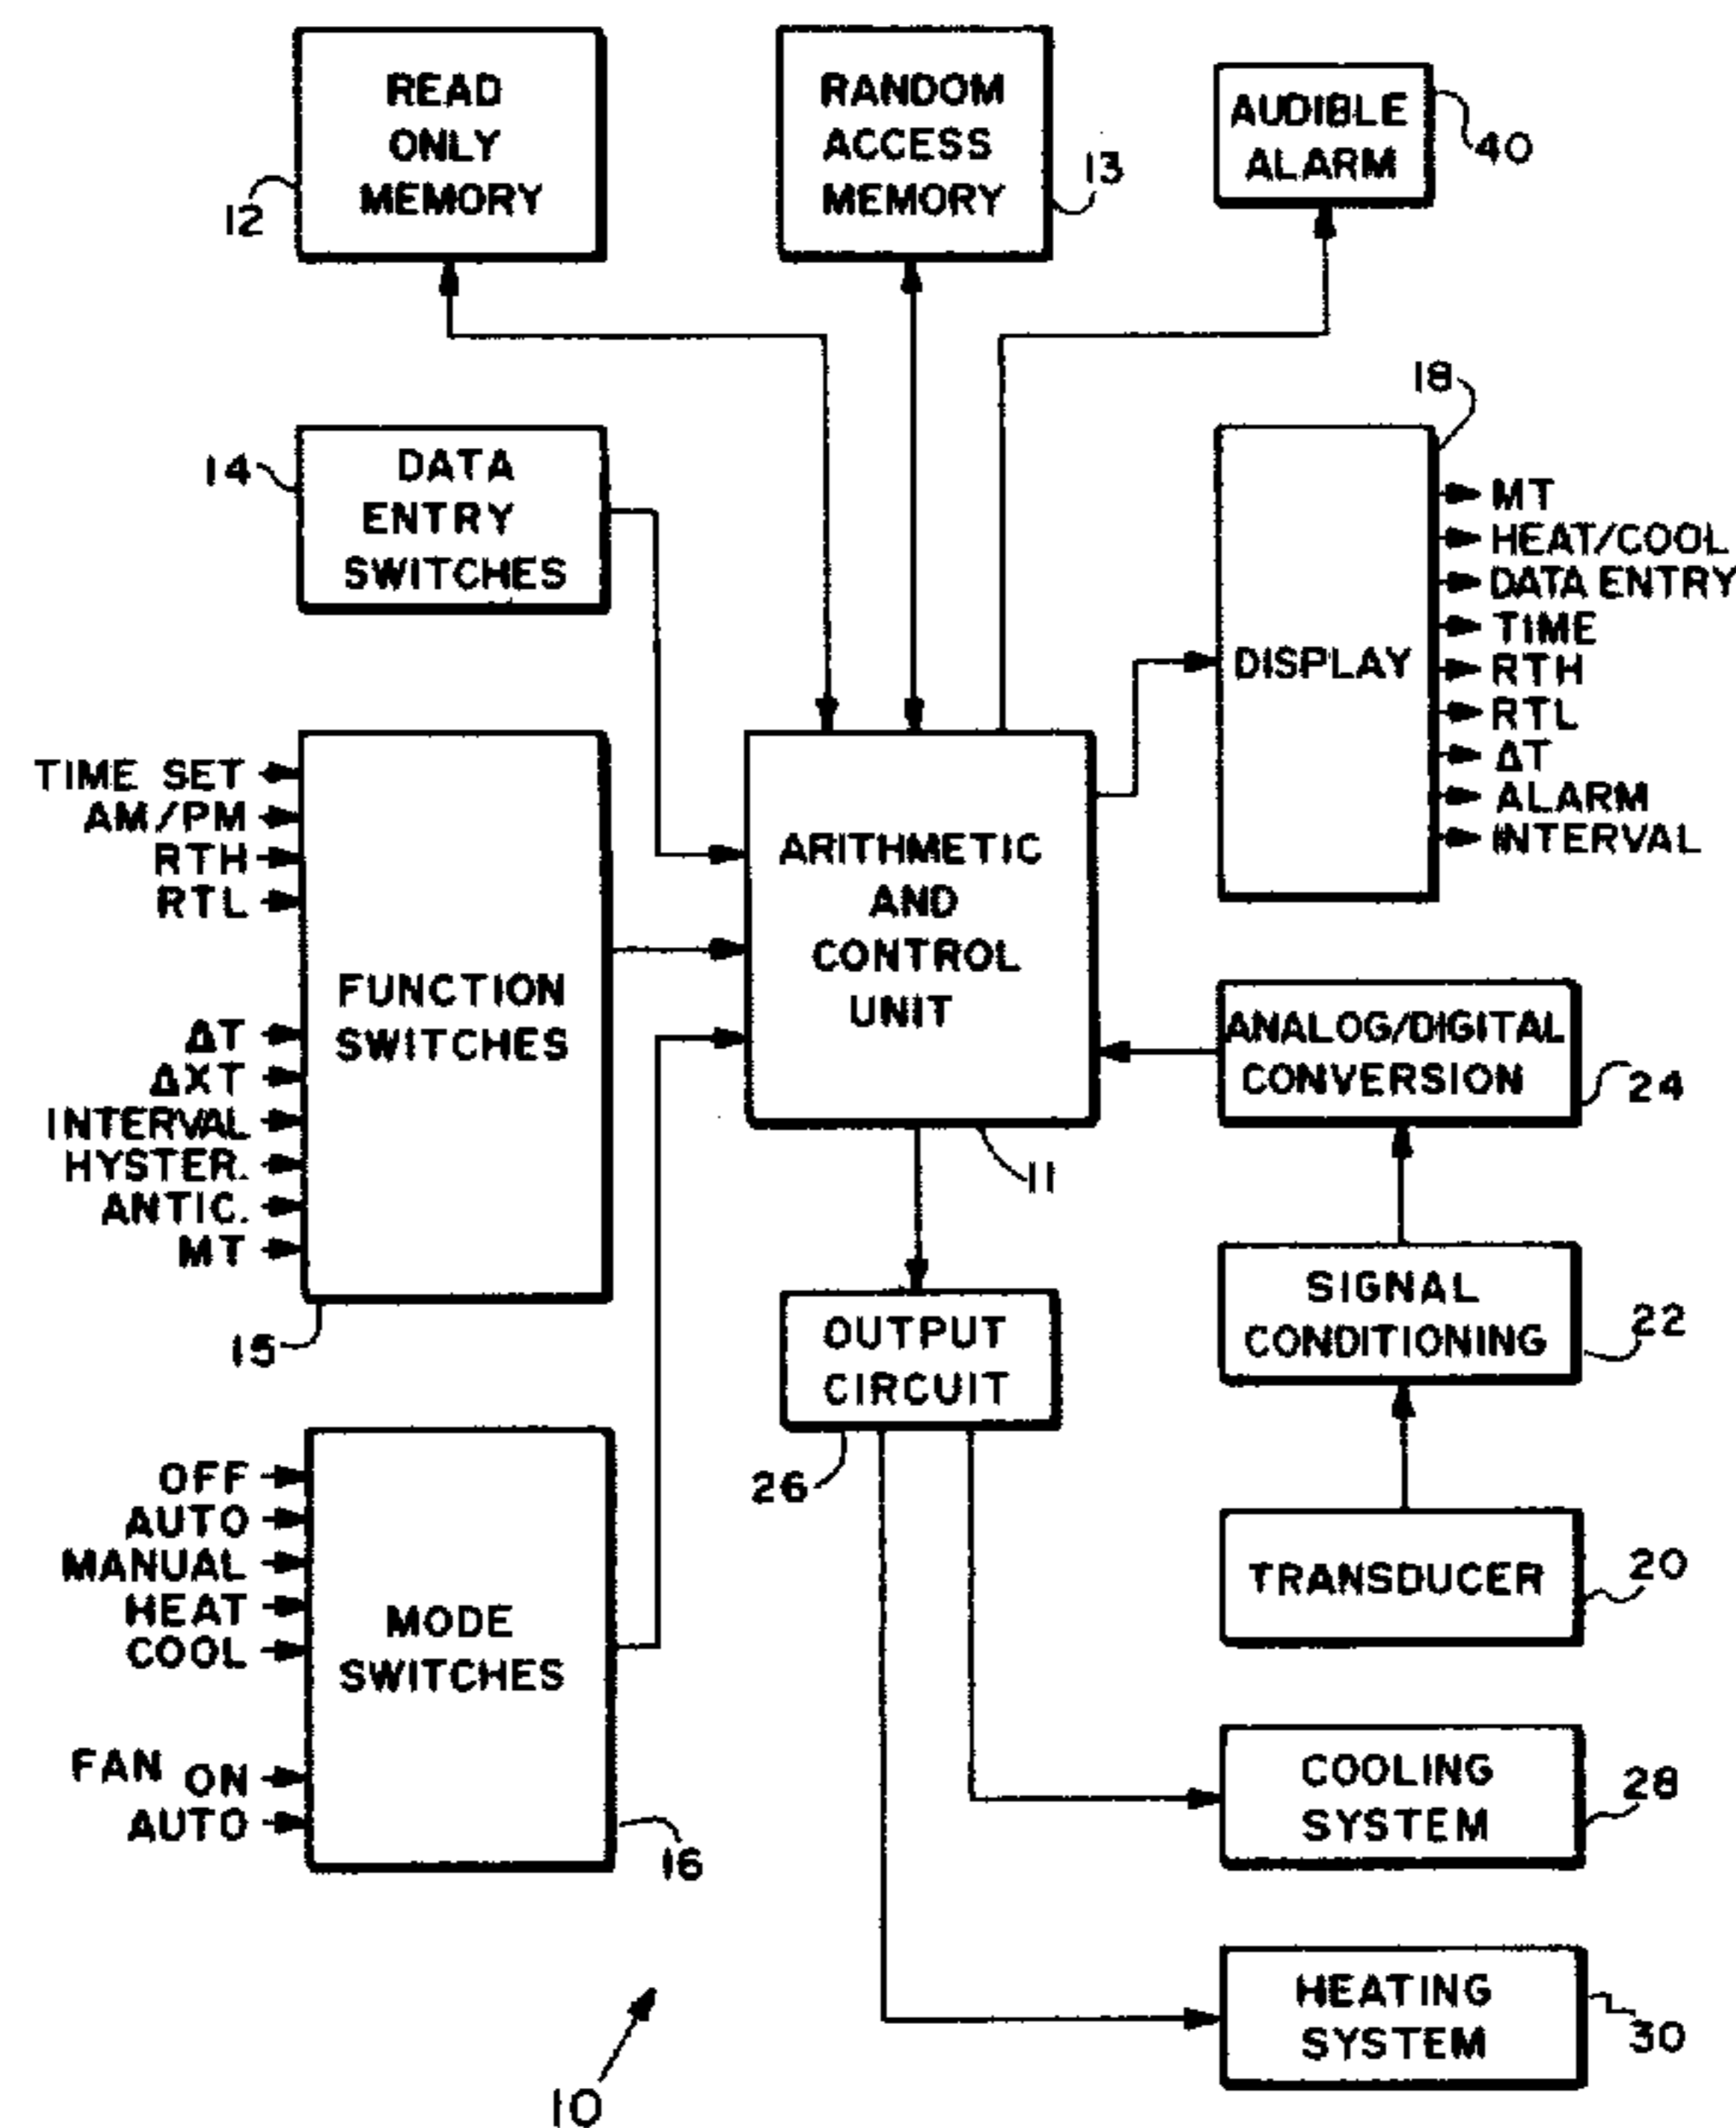 READ
ONLY
MEMORY
12
RANDOM
ACCESS
MEMORY
13
AUDIBLE
ALARM
40
14
DATA
ENTRY
SWITCHES
18
DISPLAY
MT
HEAT/COOL
DATA ENTRY
TIME
RTH
RTL
ΔT
ALARM
INTERVAL
TIME SET
AM/PM
RTH
RTL
ΔT
ΔXT
INTERVAL
HYSTER.
ANTIC.
MT
FUNCTION
SWITCHES
15
ARITHMETIC
AND
CONTROL
UNIT
11
ANALOG/DIGITAL
CONVERSION
24
SIGNAL
CONDITIONING
22
OUTPUT
CIRCUIT
26
TRANSDUCER
20
OFF
AUTO
MANUAL
HEAT
COOL
FAN ON
AUTO
MODE
SWITCHES
16
COOLING
SYSTEM
28
HEATING
SYSTEM
30
10